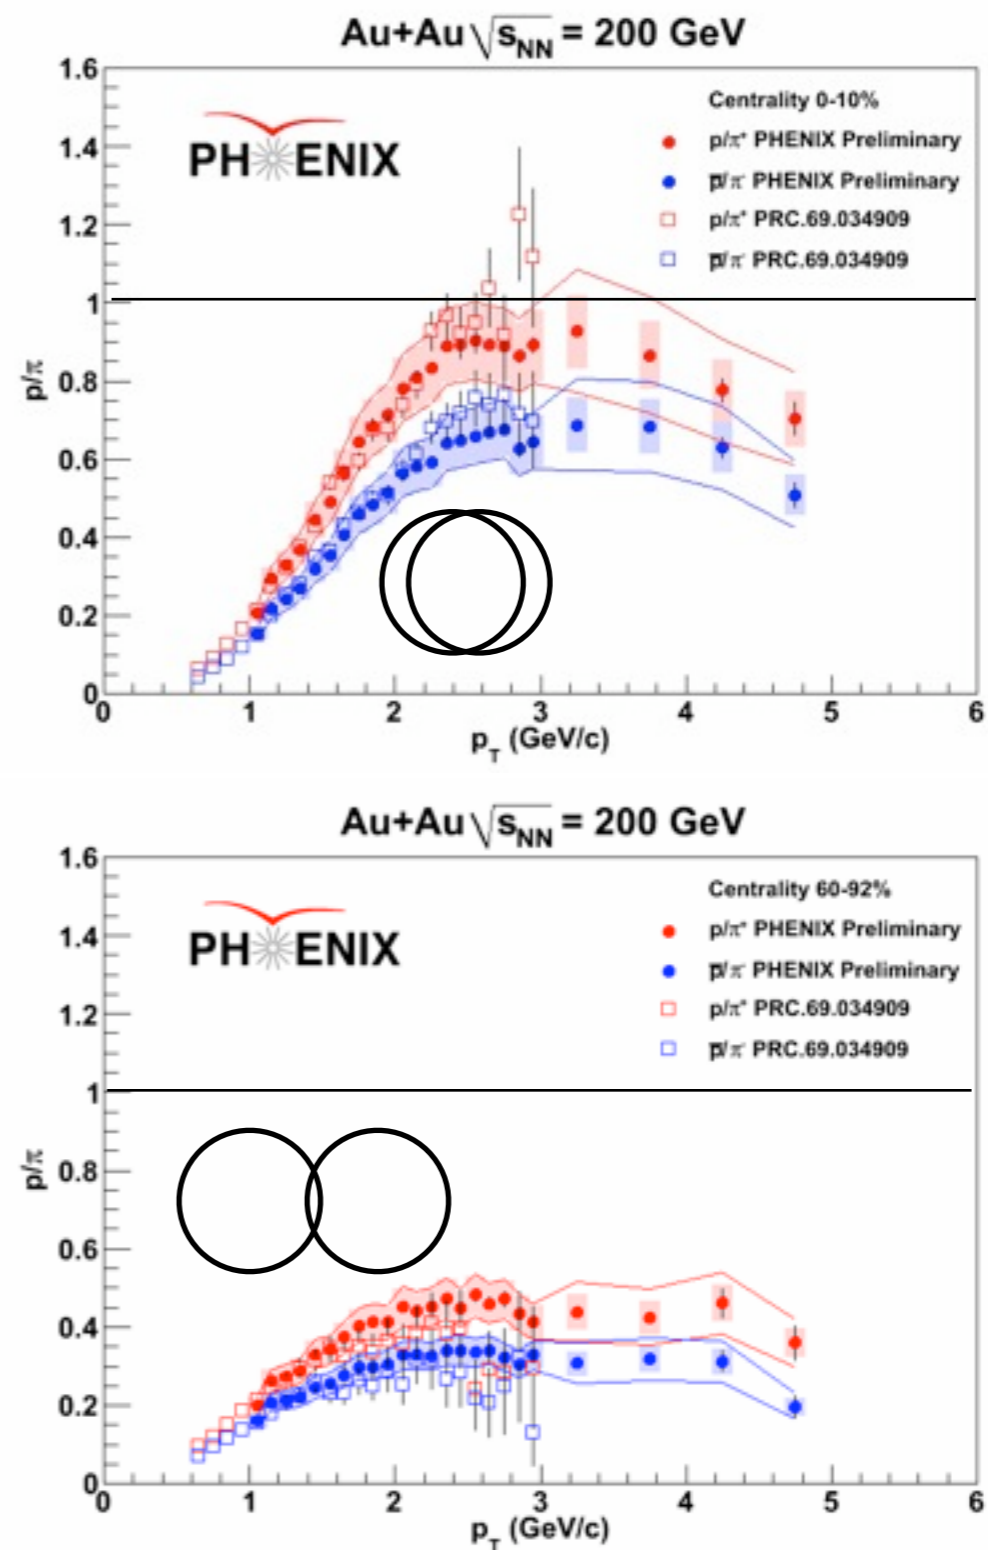 Au+Au √sNN = 200 GeV
1.6
1.4
1.2
1
0.8
0.6
0.4
0.2
0
p/π
PHENIX
Centrality 0-10%
p/π⁺ PHENIX Preliminary
p̅/π⁻ PHENIX Preliminary
p/π⁺ PRC.69.034909
p̅/π⁻ PRC.69.034909
0 1 2 3 4 5 6
pT (GeV/c)
Au+Au √sNN = 200 GeV
1.6
1.4
1.2
1
0.8
0.6
0.4
0.2
0
p/π
PHENIX
Centrality 60-92%
p/π⁺ PHENIX Preliminary
p̅/π⁻ PHENIX Preliminary
p/π⁺ PRC.69.034909
p̅/π⁻ PRC.69.034909
0 1 2 3 4 5 6
pT (GeV/c)